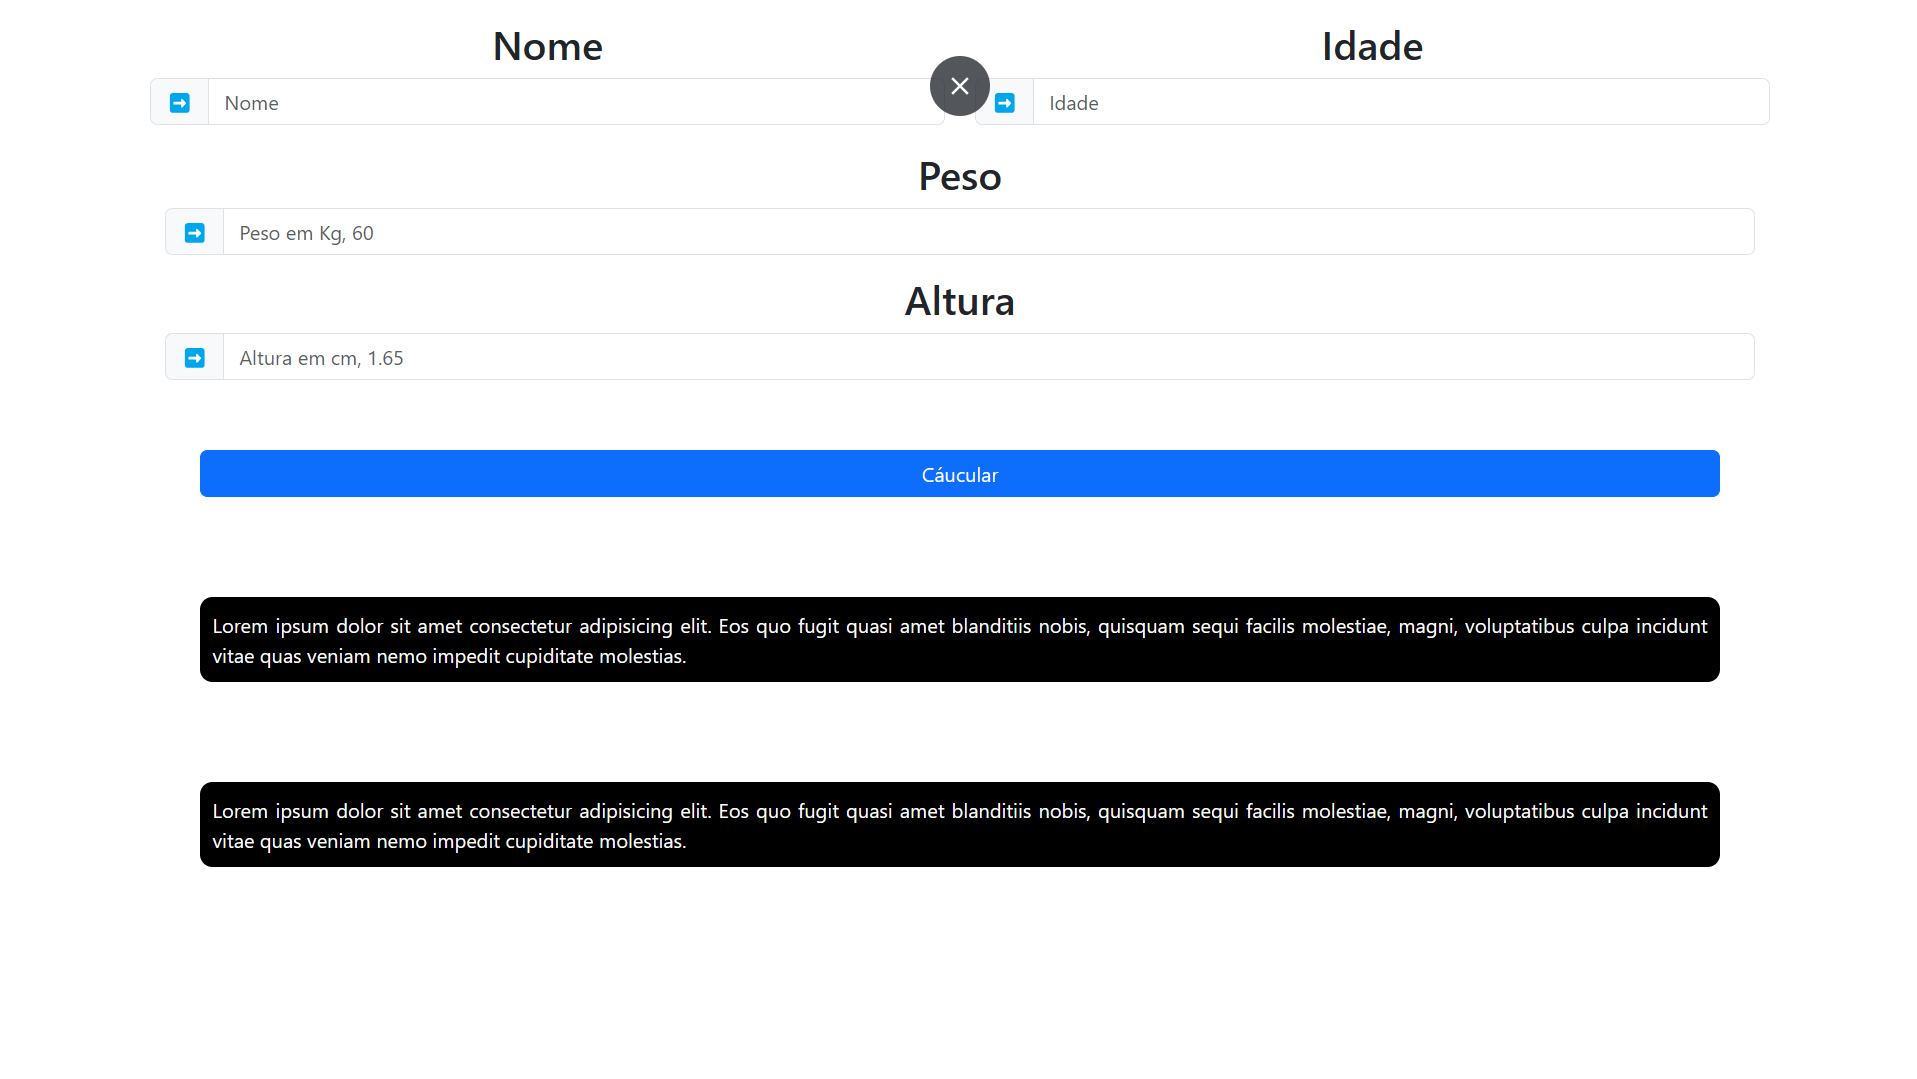 Nome
Idade
Nome
Idade
Peso
Peso em Kg, 60
Altura
Altura em cm, 1.65
Cáucular
Lorem ipsum dolor sit amet consectetur adipisicing elit. Eos quo fugit quasi amet blanditiis nobis, quisquam sequi facilis molestiae, magni, voluptatibus culpa incidunt
vitae quas veniam nemo impedit cupiditate molestias.
Lorem ipsum dolor sit amet consectetur adipisicing elit. Eos quo fugit quasi amet blanditiis nobis, quisquam sequi facilis molestiae, magni, voluptatibus culpa incidunt
vitae quas veniam nemo impedit cupiditate molestias.